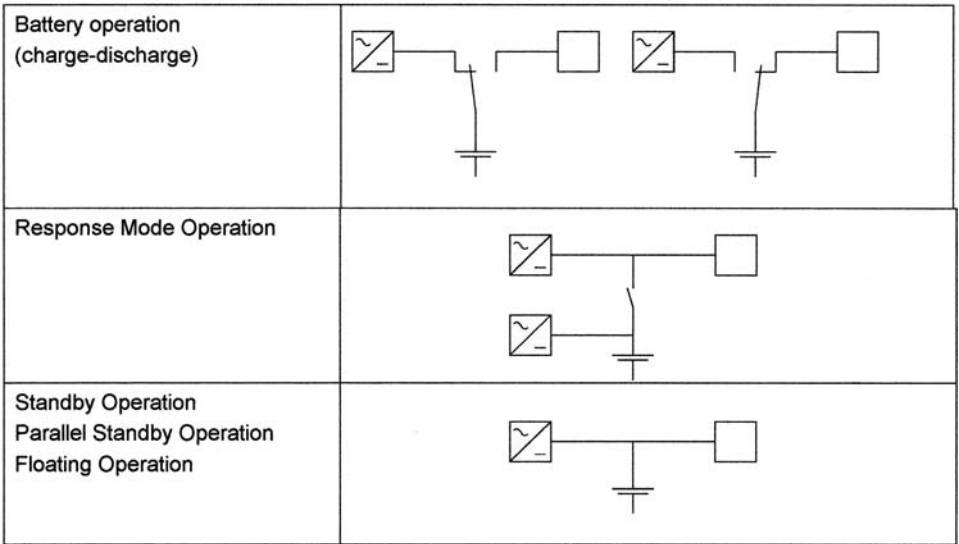 Battery operation
(charge-discharge)
Response Mode Operation
Standby Operation
Parallel Standby Operation
Floating Operation